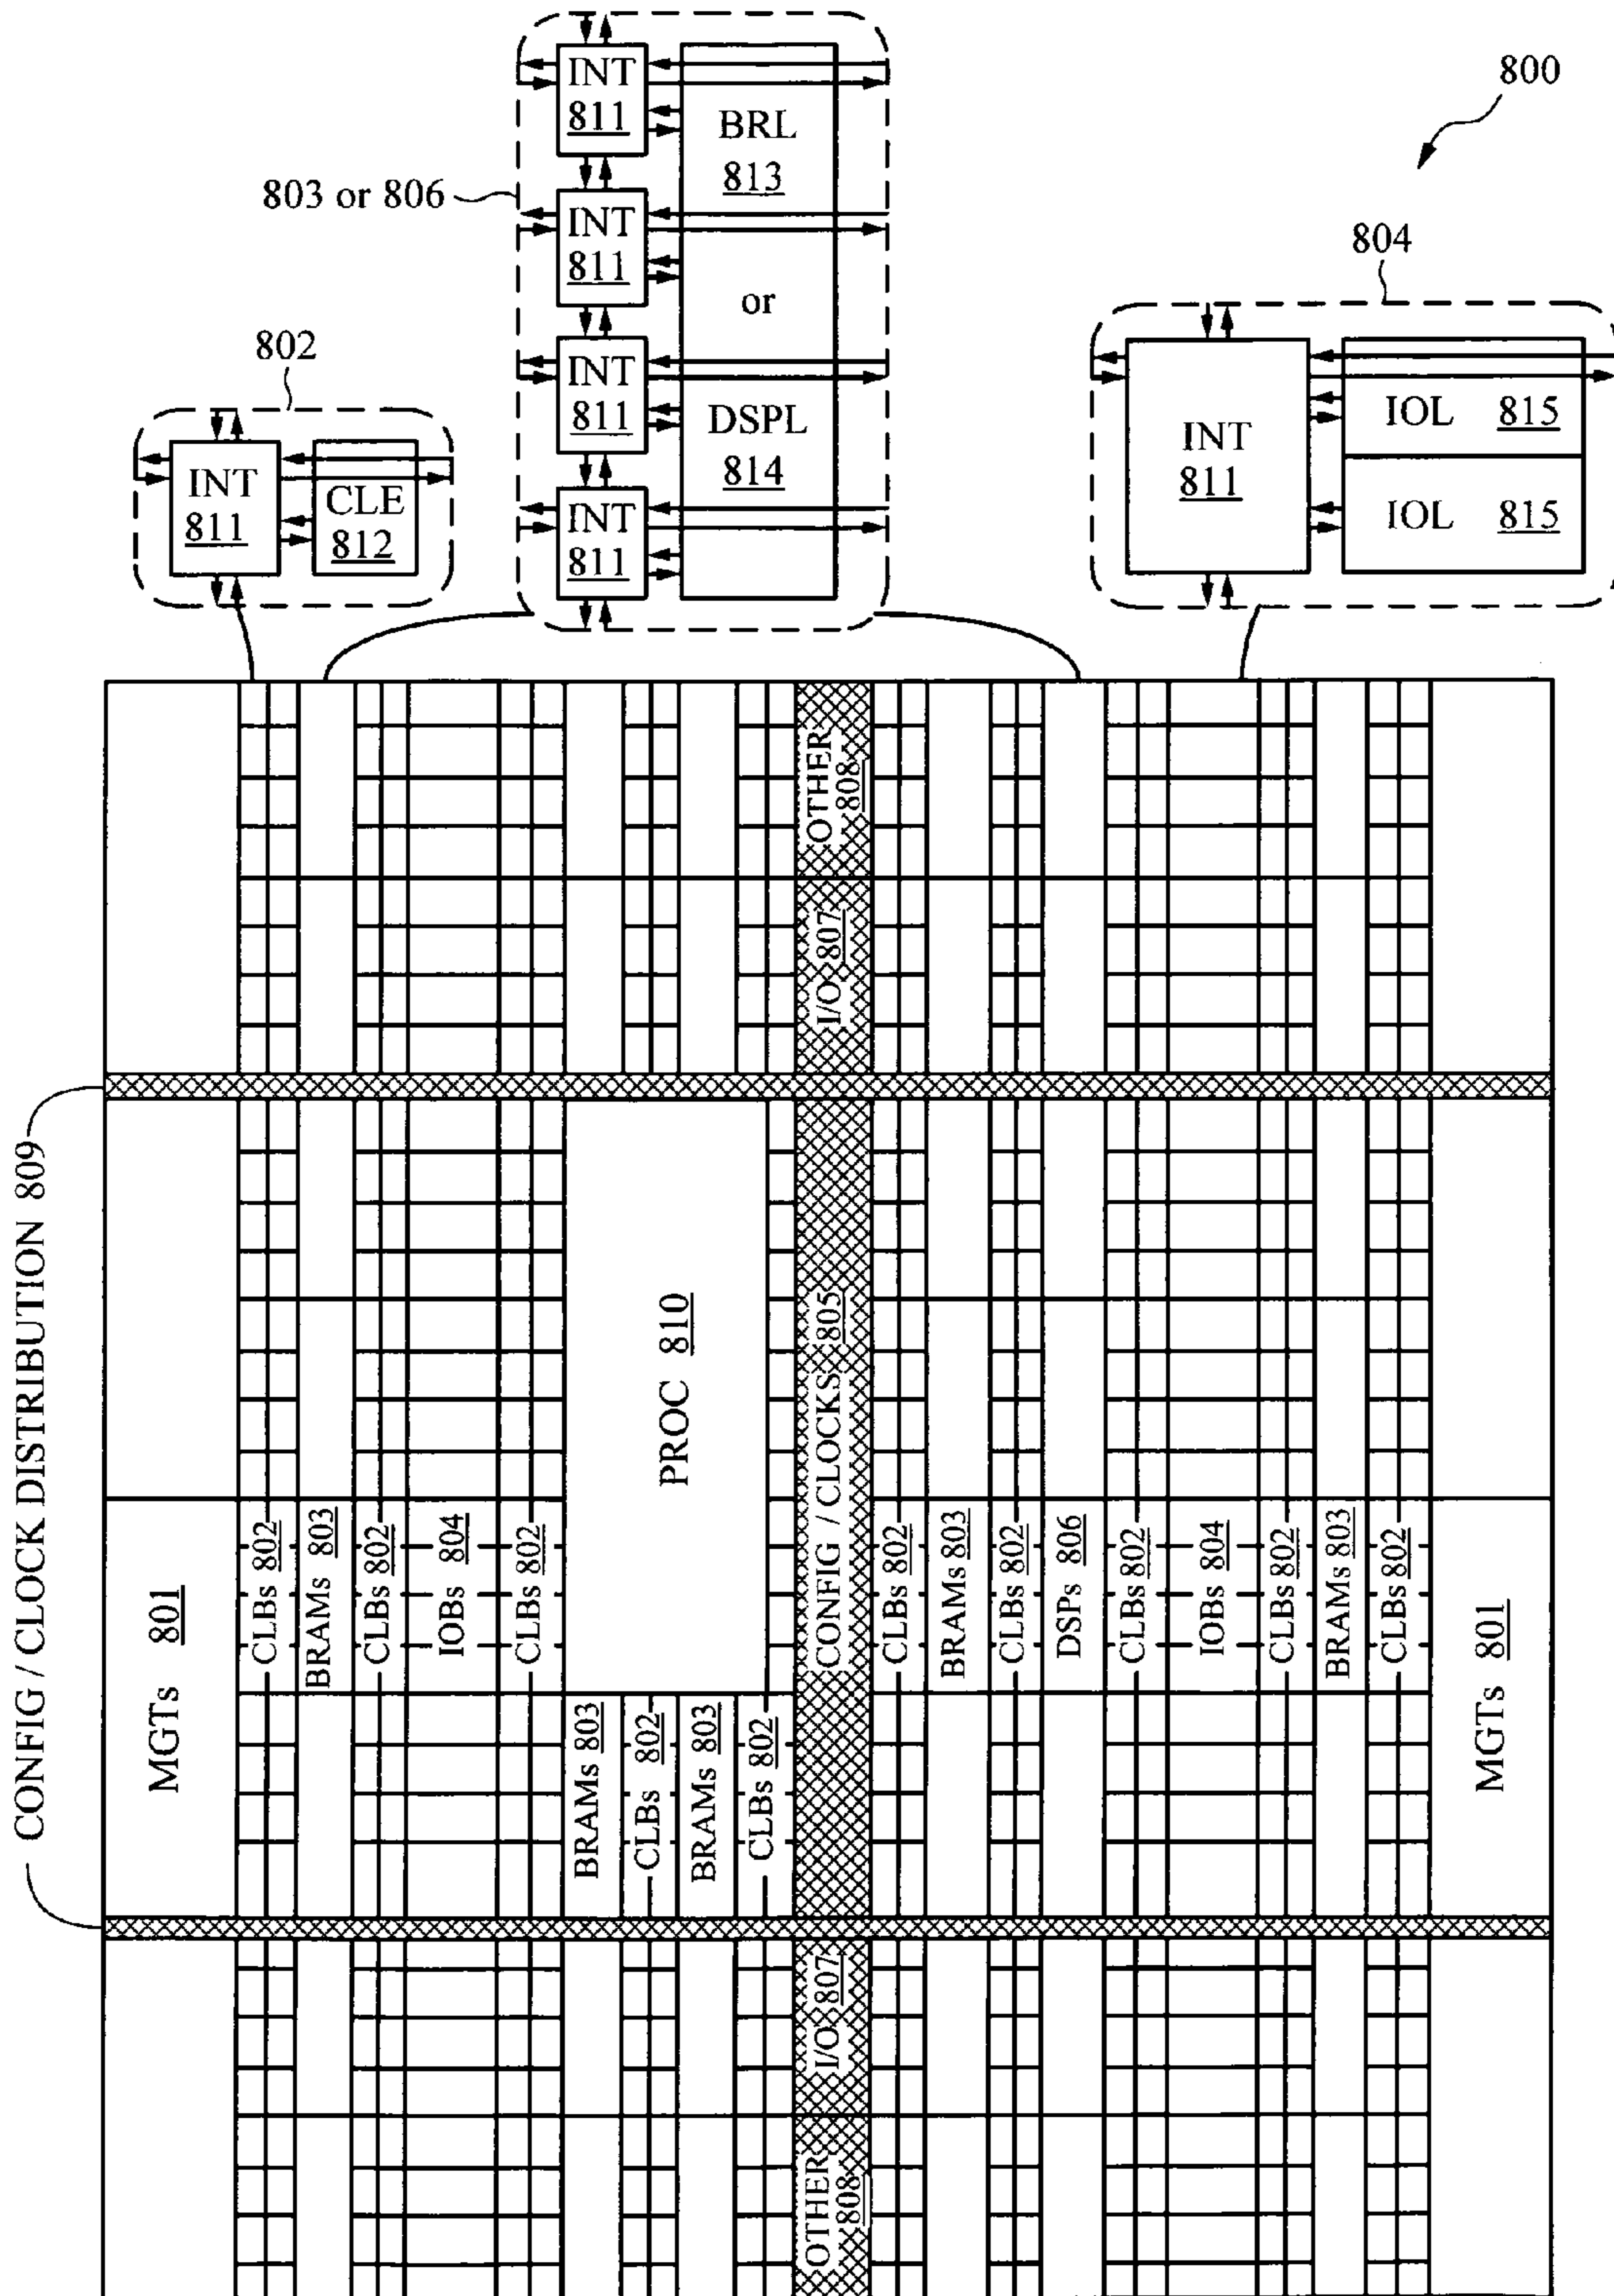 800
INT
811
INT
811
INT
811
INT
811
BRL
813
or
DSPL
814
803 or 806
802
INT
811
CLE
812
804
INT
811
IOL 815
IOL 815
OTHER
808
I/O 807
CONFIG / CLOCK DISTRIBUTION 809
PROC 810
CONFIG / CLOCKS 805
MGTs 801
CLBs 802
BRAMs 803
CLBs 802
IOBs 804
CLBs 802
BRAMs 803
CLBs 802
BRAMs 803
CLBs 802
CLBs 802
BRAMs 803
CLBs 802
DSPs 806
CLBs 802
IOBs 804
CLBs 802
BRAMs 803
CLBs 802
MGTs 801
I/O 807
OTHER
808